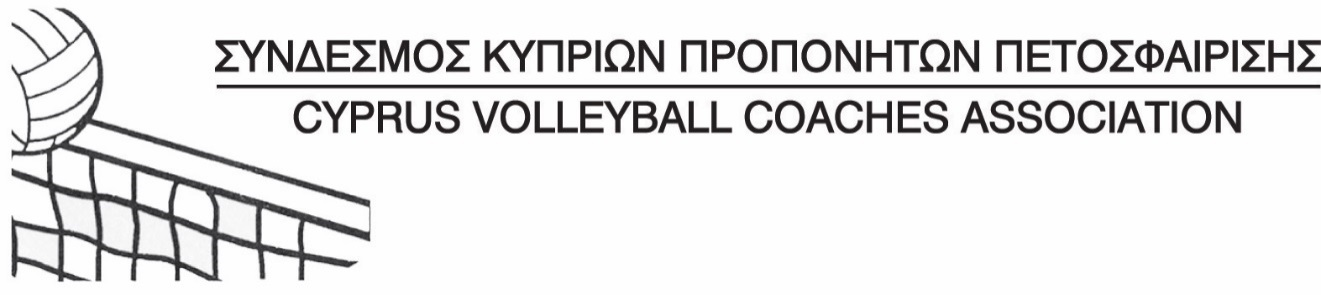 ΣΥΝΔΕΣΜΟΣ ΚΥΠΡΙΩΝ ΠΡΟΠΟΝΗΤΩΝ ΠΕΤΟΣΦΑΙΡΙΣΗΣ
CYPRUS VOLLEYBALL COACHES ASSOCIATION